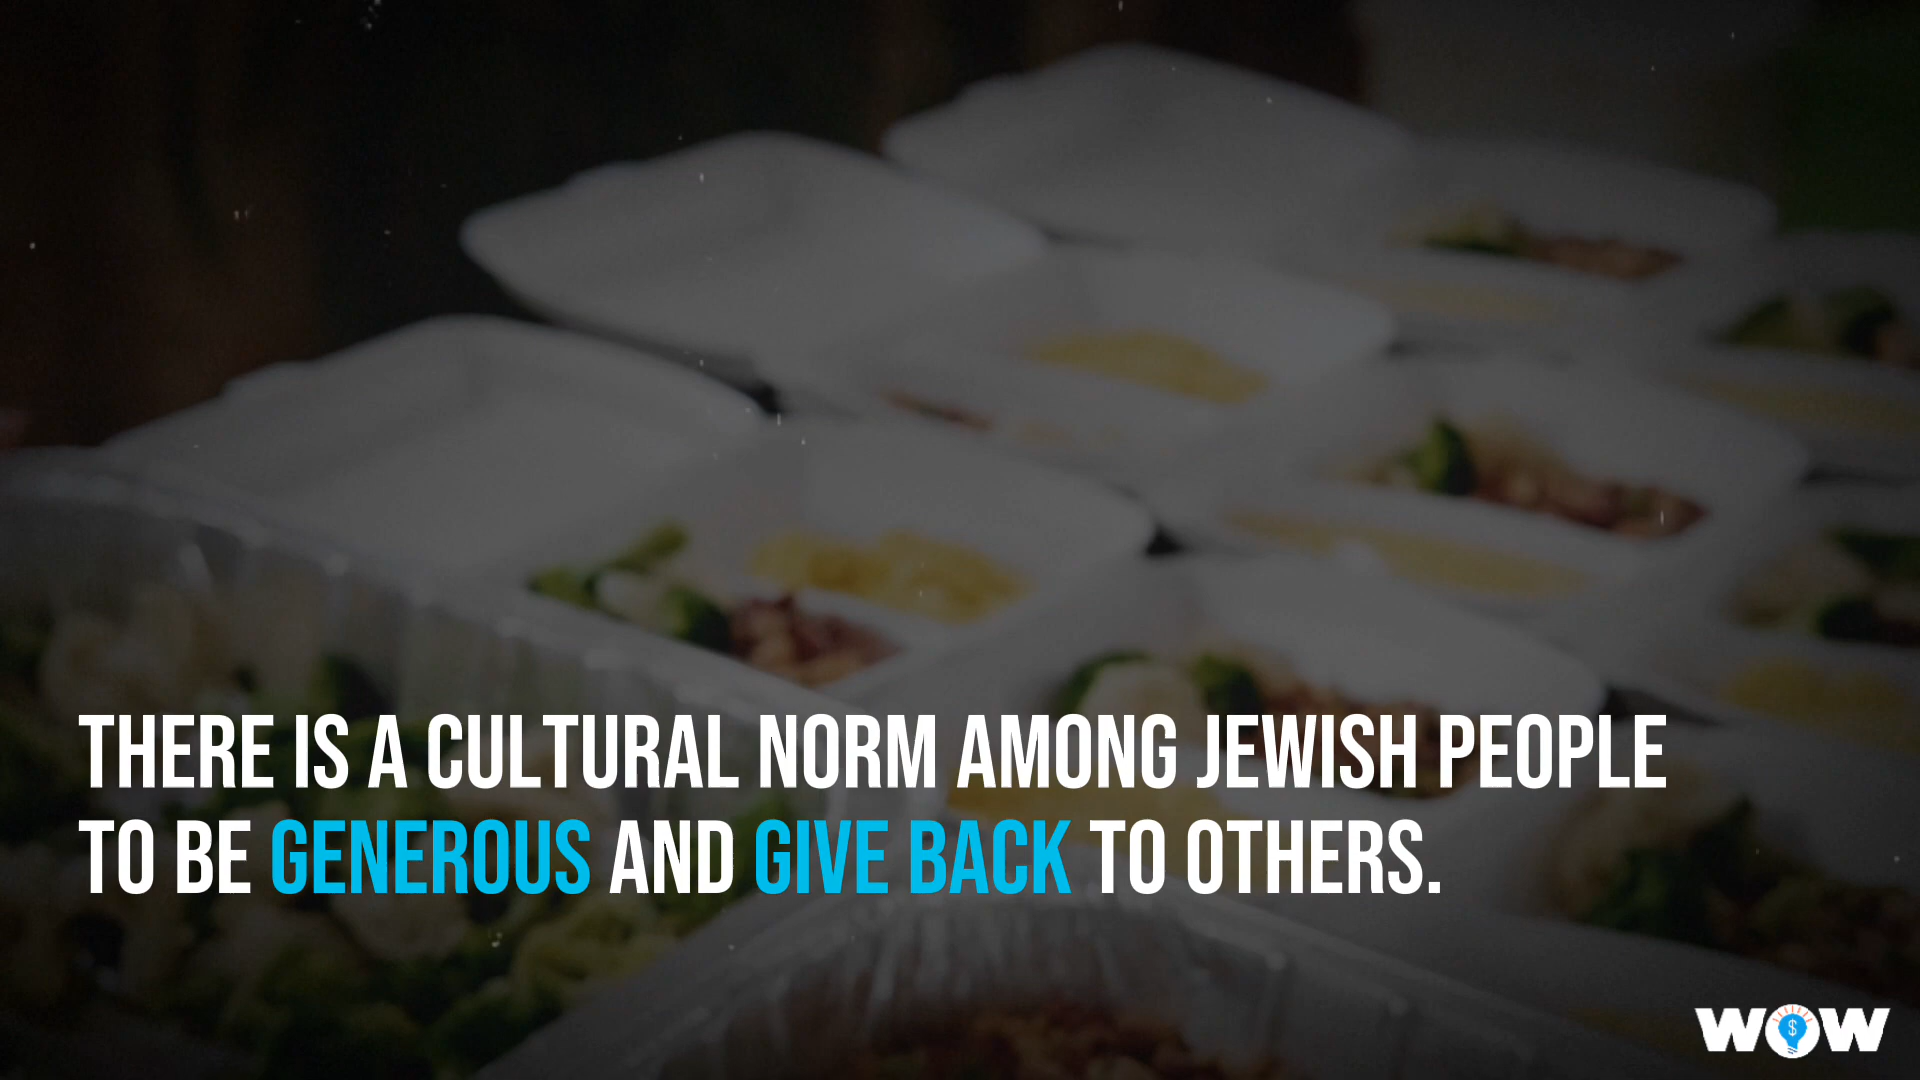 THERE IS A CULTURAL NORM AMONG JEWISH PEOPLE
TO BE GENEROUS AND GIVE BACK TO OTHERS.
WOW